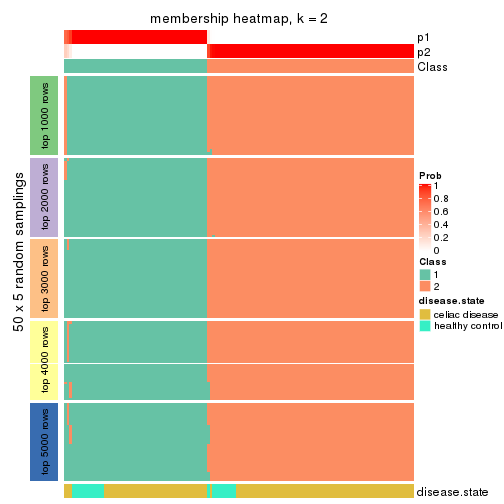 membership heatmap, k = 2
p1
p2
Class
50 x 5 random samplings
top 1000 rows
top 2000 rows
top 3000 rows
top 4000 rows
top 5000 rows
Prob
1
0.8
0.6
0.4
0.2
0
Class
1
2
disease.state
celiac disease
healthy control
disease.state